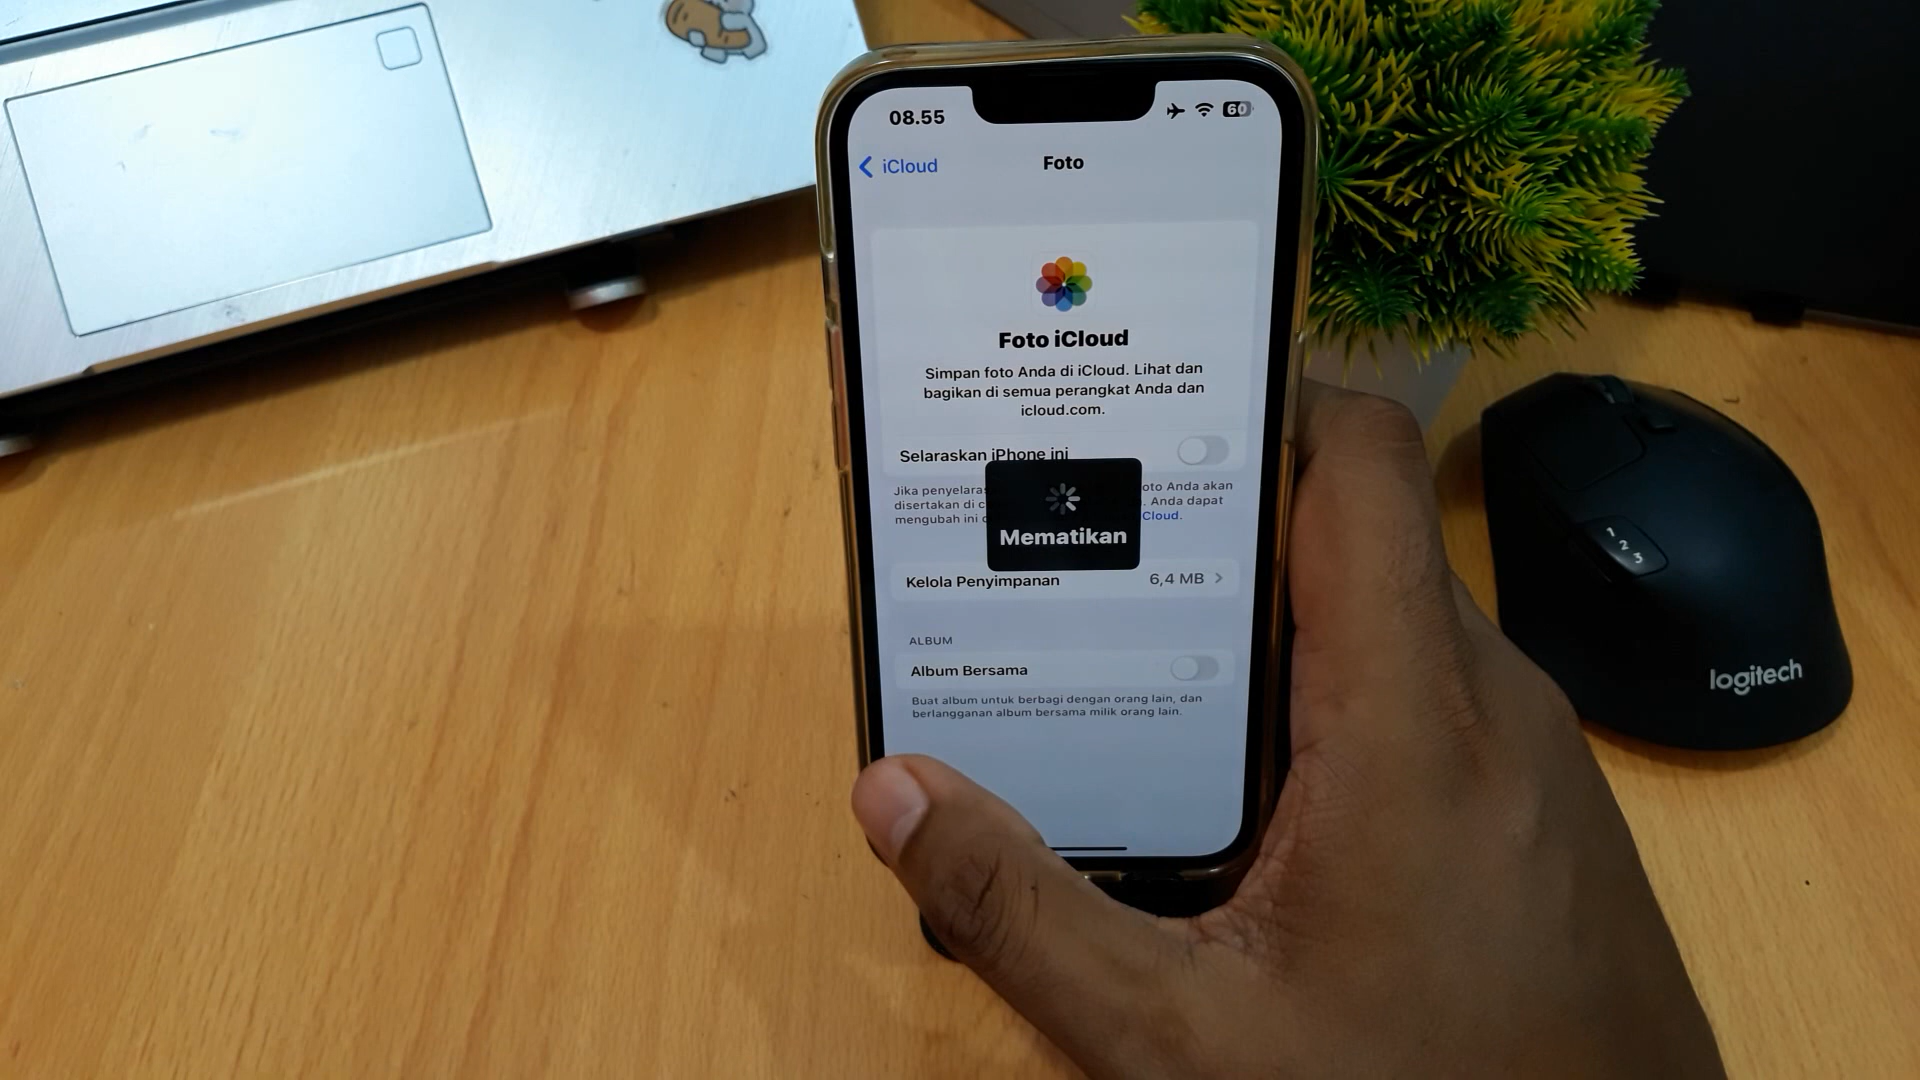 08.55
60
iCloud
Foto
Foto iCloud
Simpan foto Anda di iCloud. Lihat dan
bagikan di semua perangkat Anda dan
icloud.com.
Selaraskan iPhone ini
Jika penyelaras oto Anda akan
disertakan di c . Anda dapat
mengubah ini d Cloud.
Mematikan
Kelola Penyimpanan 6,4 MB
ALBUM
Album Bersama
Buat album untuk berbagi dengan orang lain, dan
berlangganan album bersama milik orang lain.
1
2
3
logitech